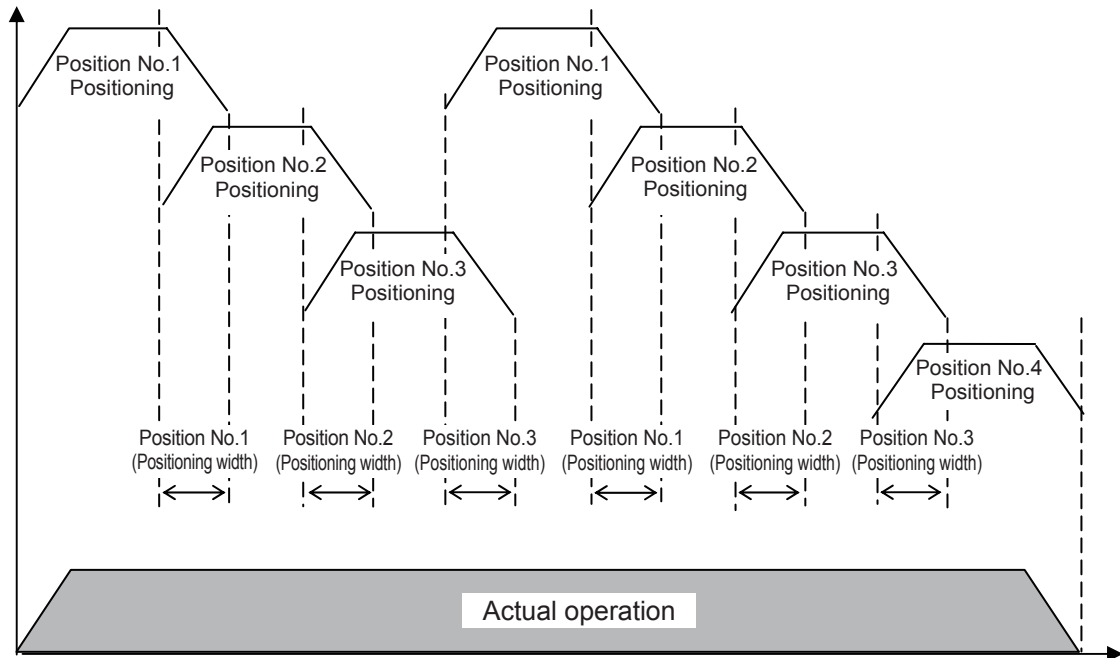 Position No.1
Positioning
Position No.1
Positioning
Position No.2
Positioning
Position No.2
Positioning
Position No.3
Positioning
Position No.3
Positioning
Position No.4
Positioning
Position No.1
(Positioning width)
Position No.2
(Positioning width)
Position No.3
(Positioning width)
Position No.1
(Positioning width)
Position No.2
(Positioning width)
Position No.3
(Positioning width)
Actual operation